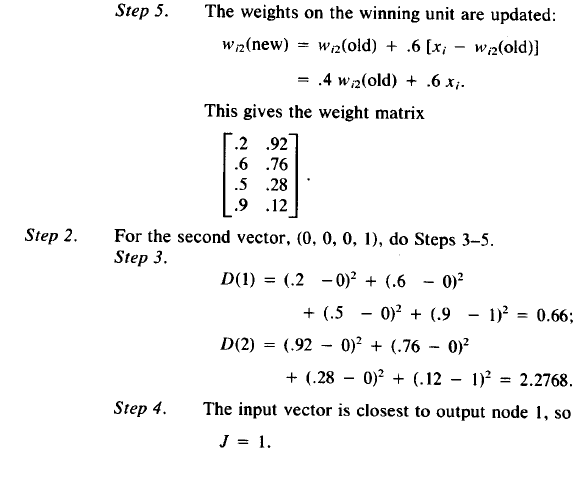 Step 5. The weights on the winning unit are updated:
w_{i2}(new) = w_{i2}(old) + .6 [x_i − w_{i2}(old)]
= .4 w_{i2}(old) + .6 x_i.
This gives the weight matrix
[.2 .92]
[.6 .76]
[.5 .28]
[.9 .12] .
Step 2. For the second vector, (0, 0, 0, 1), do Steps 3–5.
Step 3.
D(1) = (.2 − 0)² + (.6 − 0)²
+ (.5 − 0)² + (.9 − 1)² = 0.66;
D(2) = (.92 − 0)² + (.76 − 0)²
+ (.28 − 0)² + (.12 − 1)² = 2.2768.
Step 4. The input vector is closest to output node 1, so
J = 1.